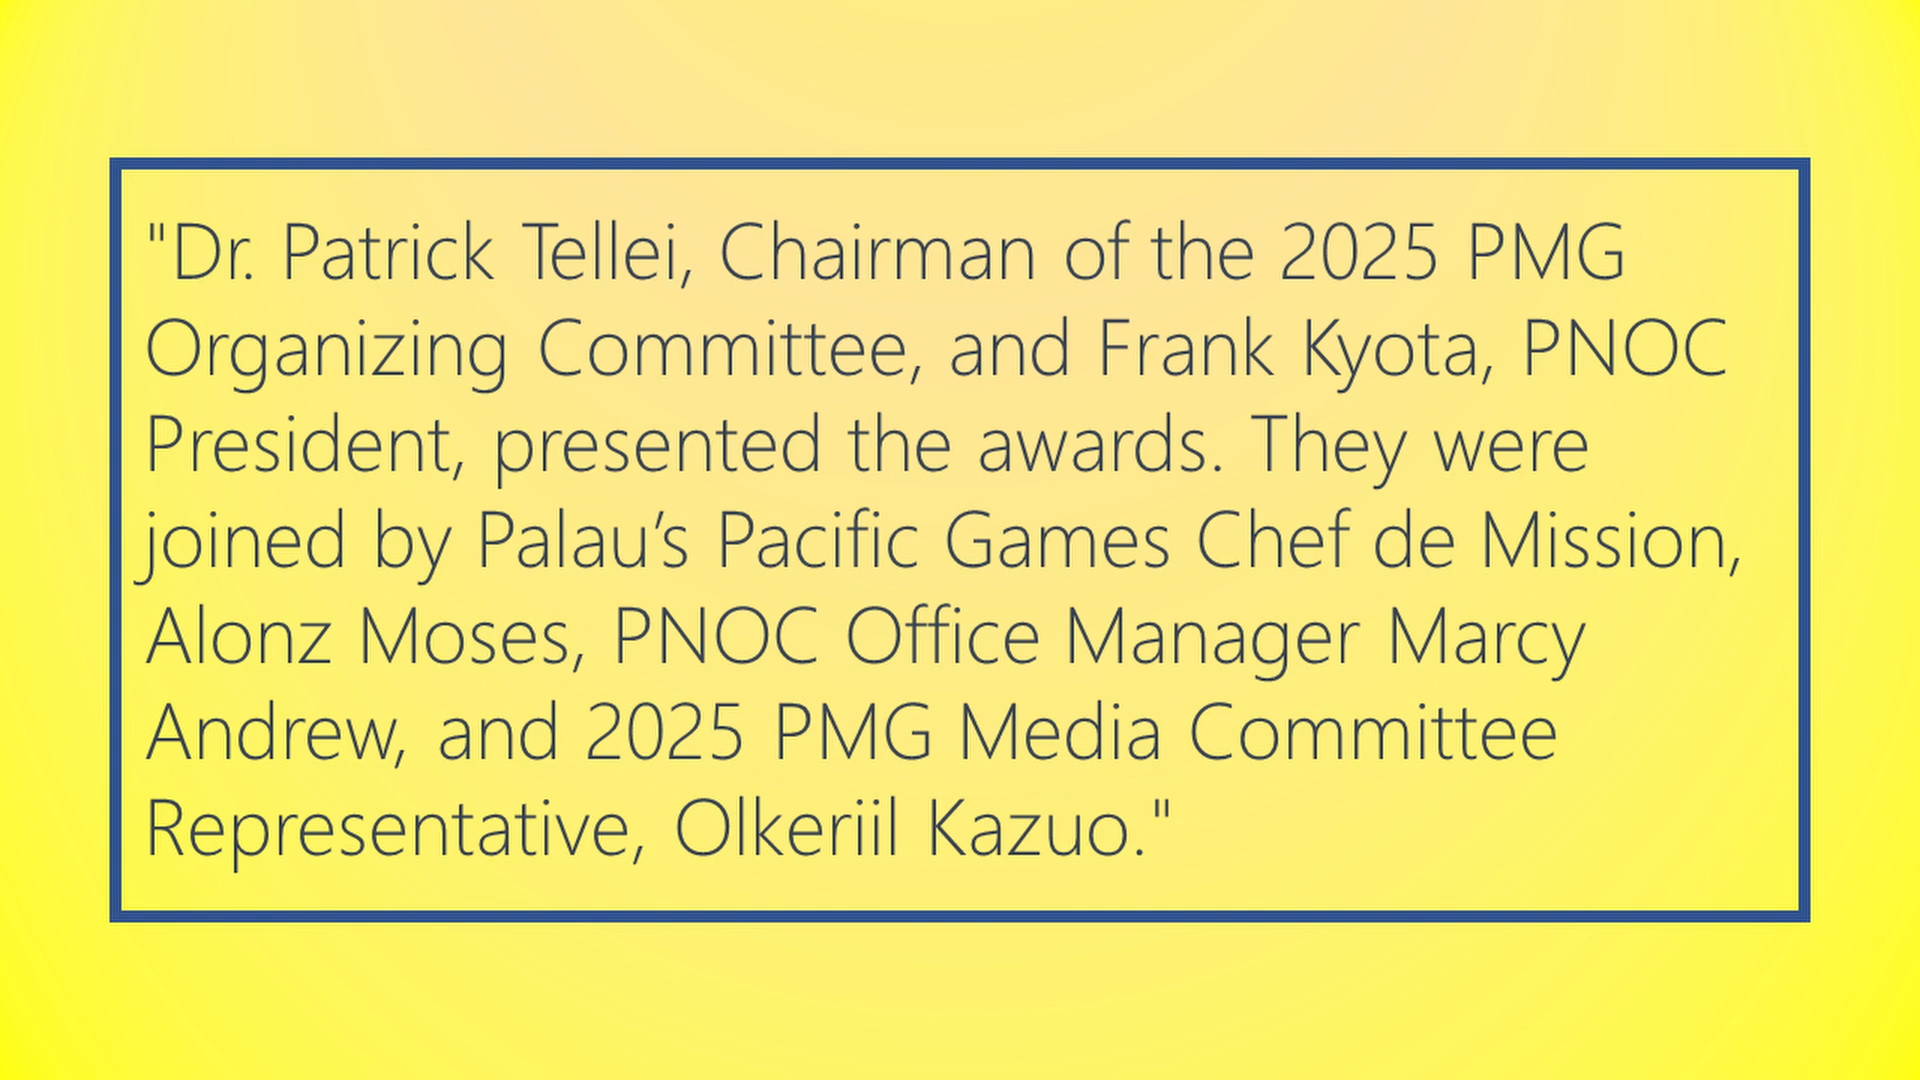 "Dr. Patrick Tellei, Chairman of the 2025 PMG
Organizing Committee, and Frank Kyota, PNOC
President, presented the awards. They were
joined by Palau’s Pacific Games Chef de Mission,
Alonz Moses, PNOC Office Manager Marcy
Andrew, and 2025 PMG Media Committee
Representative, Olkeriil Kazuo."